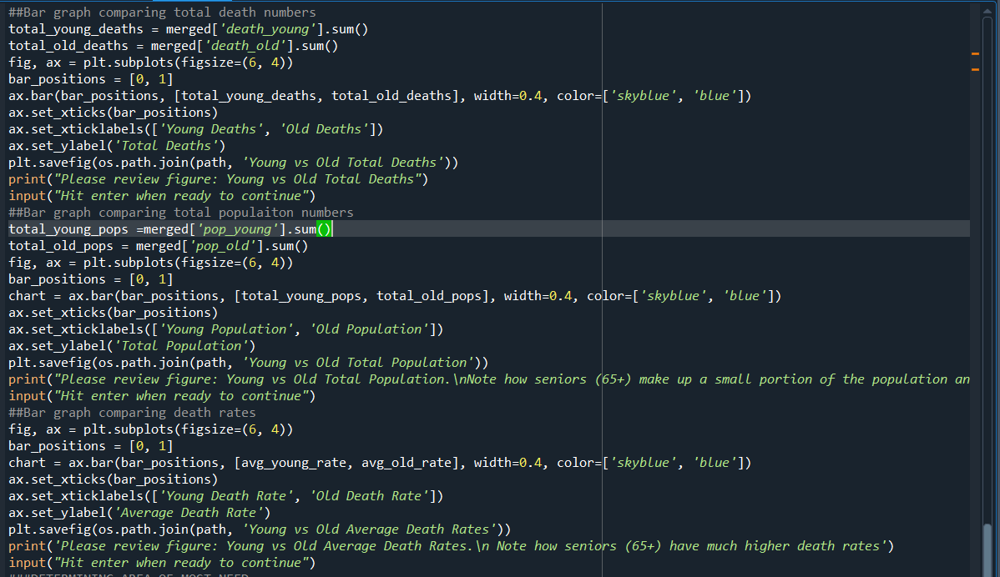 ##Bar graph comparing total death numbers
total_young_deaths = merged['death_young'].sum()
total_old_deaths = merged['death_old'].sum()
fig, ax = plt.subplots(figsize=(6, 4))
bar_positions = [0, 1]
ax.bar(bar_positions, [total_young_deaths, total_old_deaths], width=0.4, color=['skyblue', 'blue'])
ax.set_xticks(bar_positions)
ax.set_xticklabels(['Young Deaths', 'Old Deaths'])
ax.set_ylabel('Total Deaths')
plt.savefig(os.path.join(path, 'Young vs Old Total Deaths'))
print("Please review figure: Young vs Old Total Deaths")
input("Hit enter when ready to continue")
##Bar graph comparing total populaiton numbers
total_young_pops =merged['pop_young'].sum()
total_old_pops = merged['pop_old'].sum()
fig, ax = plt.subplots(figsize=(6, 4))
bar_positions = [0, 1]
chart = ax.bar(bar_positions, [total_young_pops, total_old_pops], width=0.4, color=['skyblue', 'blue'])
ax.set_xticks(bar_positions)
ax.set_xticklabels(['Young Population', 'Old Population'])
ax.set_ylabel('Total Population')
plt.savefig(os.path.join(path, 'Young vs Old Total Population'))
print("Please review figure: Young vs Old Total Population.\nNote how seniors (65+) make up a small portion of the population an
input("Hit enter when ready to continue")
##Bar graph comparing death rates
fig, ax = plt.subplots(figsize=(6, 4))
bar_positions = [0, 1]
chart = ax.bar(bar_positions, [avg_young_rate, avg_old_rate], width=0.4, color=['skyblue', 'blue'])
ax.set_xticks(bar_positions)
ax.set_xticklabels(['Young Death Rate', 'Old Death Rate'])
ax.set_ylabel('Average Death Rate')
plt.savefig(os.path.join(path, 'Young vs Old Average Death Rates'))
print('Please review figure: Young vs Old Average Death Rates.\n Note how seniors (65+) have much higher death rates')
input("Hit enter when ready to continue")
###DETERMINING AREA OF MOST NEED